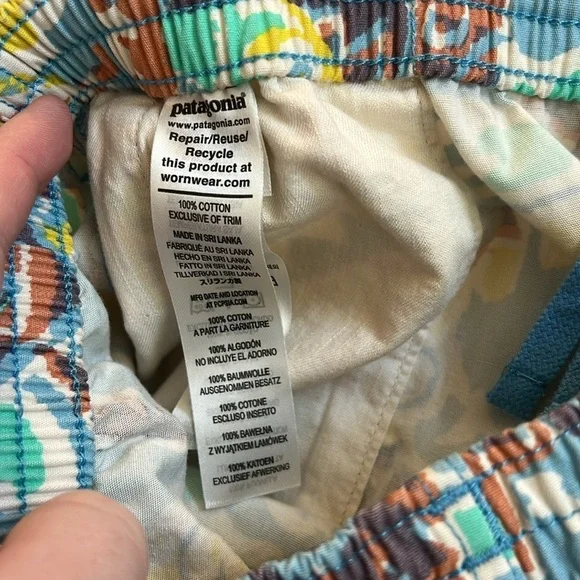 patagonia®
www.patagonia.com
Repair/Reuse/
Recycle
this product at
wornwear.com
100% COTTON
EXCLUSIVE OF TRIM
MADE IN SRI LANKA
FABRIQUÉ AU SRI LANKA
HECHO EN SRI LANKA
FATTO IN SRI LANKA
TILLVERKAD I SRI LANKA
スリランカ製
MFG DATE AND LOCATION
AT FCPIIM.COM
100% COTON
A PART LA GARNITURE
100% ALGODÓN
NO INCLUYE EL ADORNO
100% BAUMWOLLE
AUSGENOMMEN BESATZ
100% COTONE
ESCLUSO INSERTO
100% BAWEŁNA
Z WYJĄTKIEM LAMÓWEK
100% KATOEN
EXCLUSIEF AFWERKING